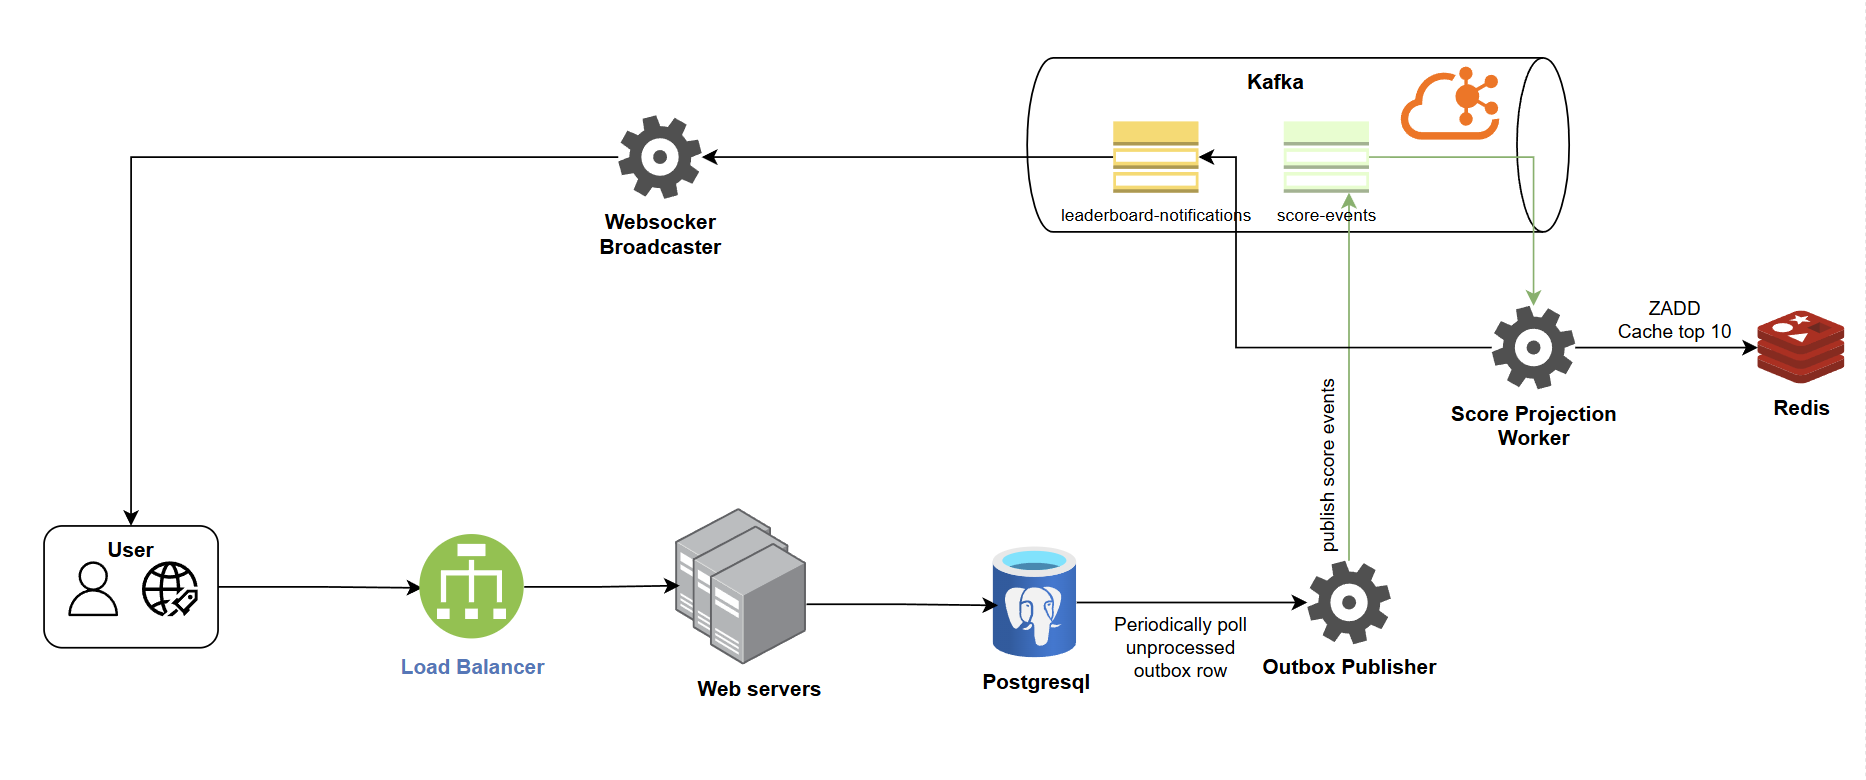 Kafka
leaderboard-notifications
score-events
Websocker
Broadcaster
ZADD
Cache top 10
Redis
Score Projection
Worker
publish score events
User
Load Balancer
Web servers
Postgresql
Periodically poll
unprocessed
outbox row
Outbox Publisher